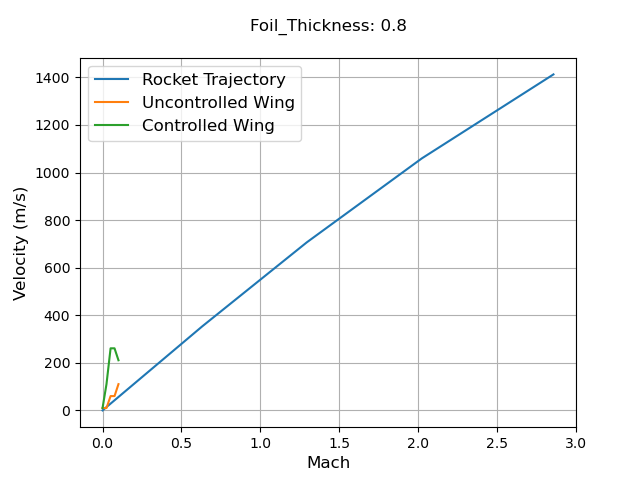 Foil_Thickness: 0.8
Rocket Trajectory
Uncontrolled Wing
Controlled Wing
1400
1200
1000
800
600
400
200
0
Velocity (m/s)
0.0 0.5 1.0 1.5 2.0 2.5 3.0
Mach